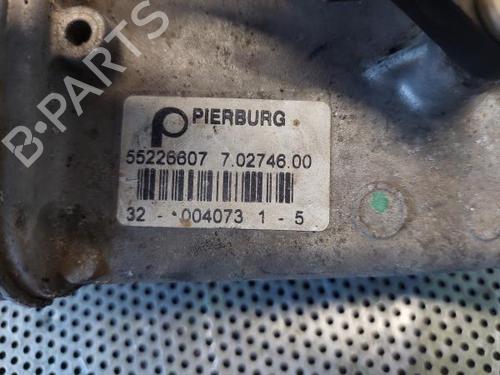 PIERBURG
55226607 7.02746.00
32 - 004073 1 - 5
B-PARTS